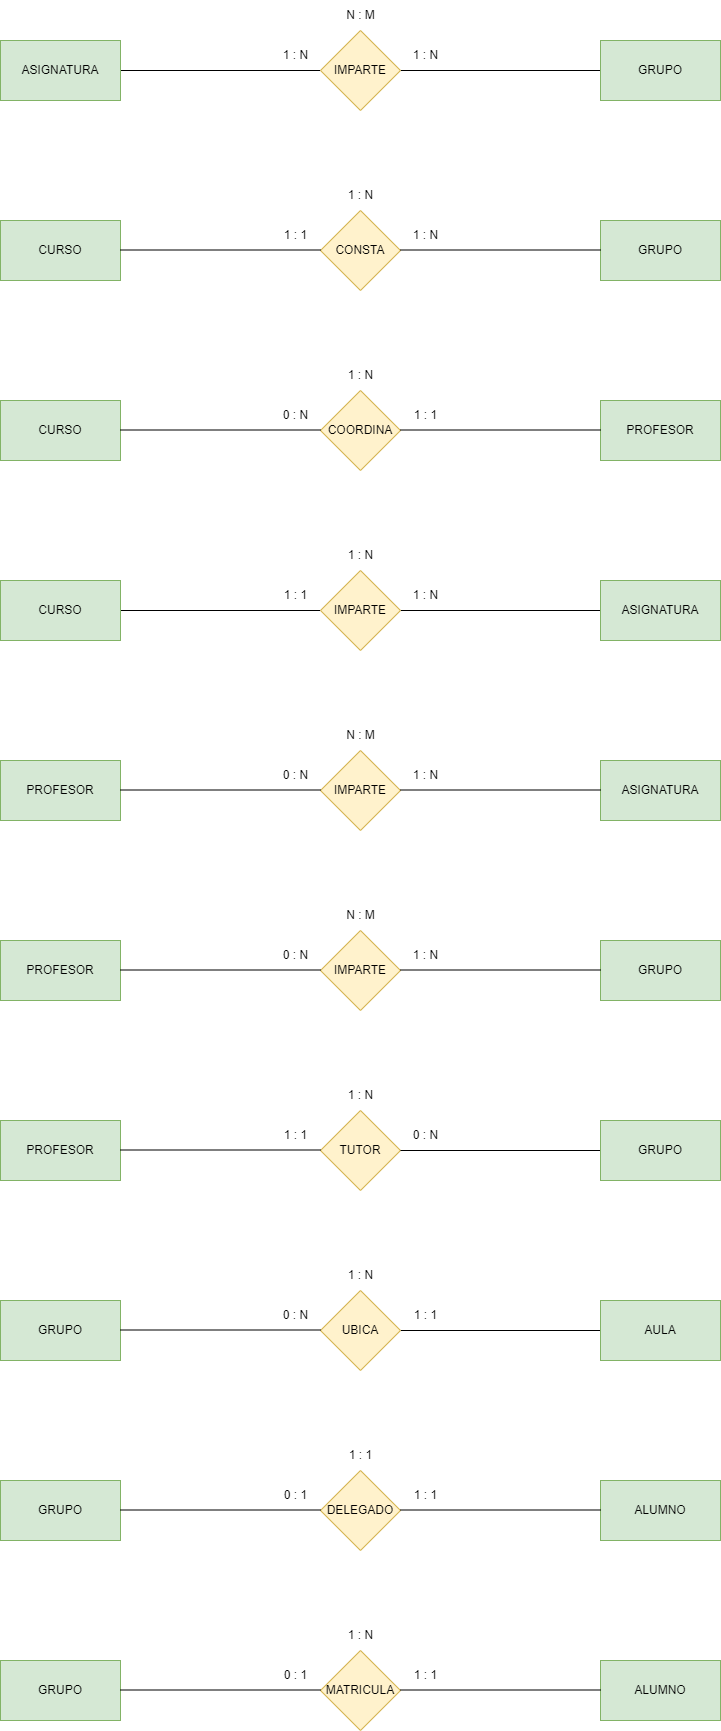 N : M
1 : N
1 : N
ASIGNATURA
IMPARTE
GRUPO
1 : N
1 : 1
1 : N
CURSO
CONSTA
GRUPO
1 : N
0 : N
1 : 1
CURSO
COORDINA
PROFESOR
1 : N
1 : 1
1 : N
CURSO
IMPARTE
ASIGNATURA
N : M
0 : N
1 : N
PROFESOR
IMPARTE
ASIGNATURA
N : M
0 : N
1 : N
PROFESOR
IMPARTE
GRUPO
1 : N
1 : 1
0 : N
PROFESOR
TUTOR
GRUPO
1 : N
0 : N
1 : 1
GRUPO
UBICA
AULA
1 : 1
0 : 1
1 : 1
GRUPO
DELEGADO
ALUMNO
1 : N
0 : 1
1 : 1
GRUPO
MATRICULA
ALUMNO